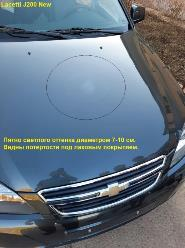 Lacetti J200 New
Пятно светлого оттенка диаметром 7-10 см.
Видны потертости под лаковым покрытием.